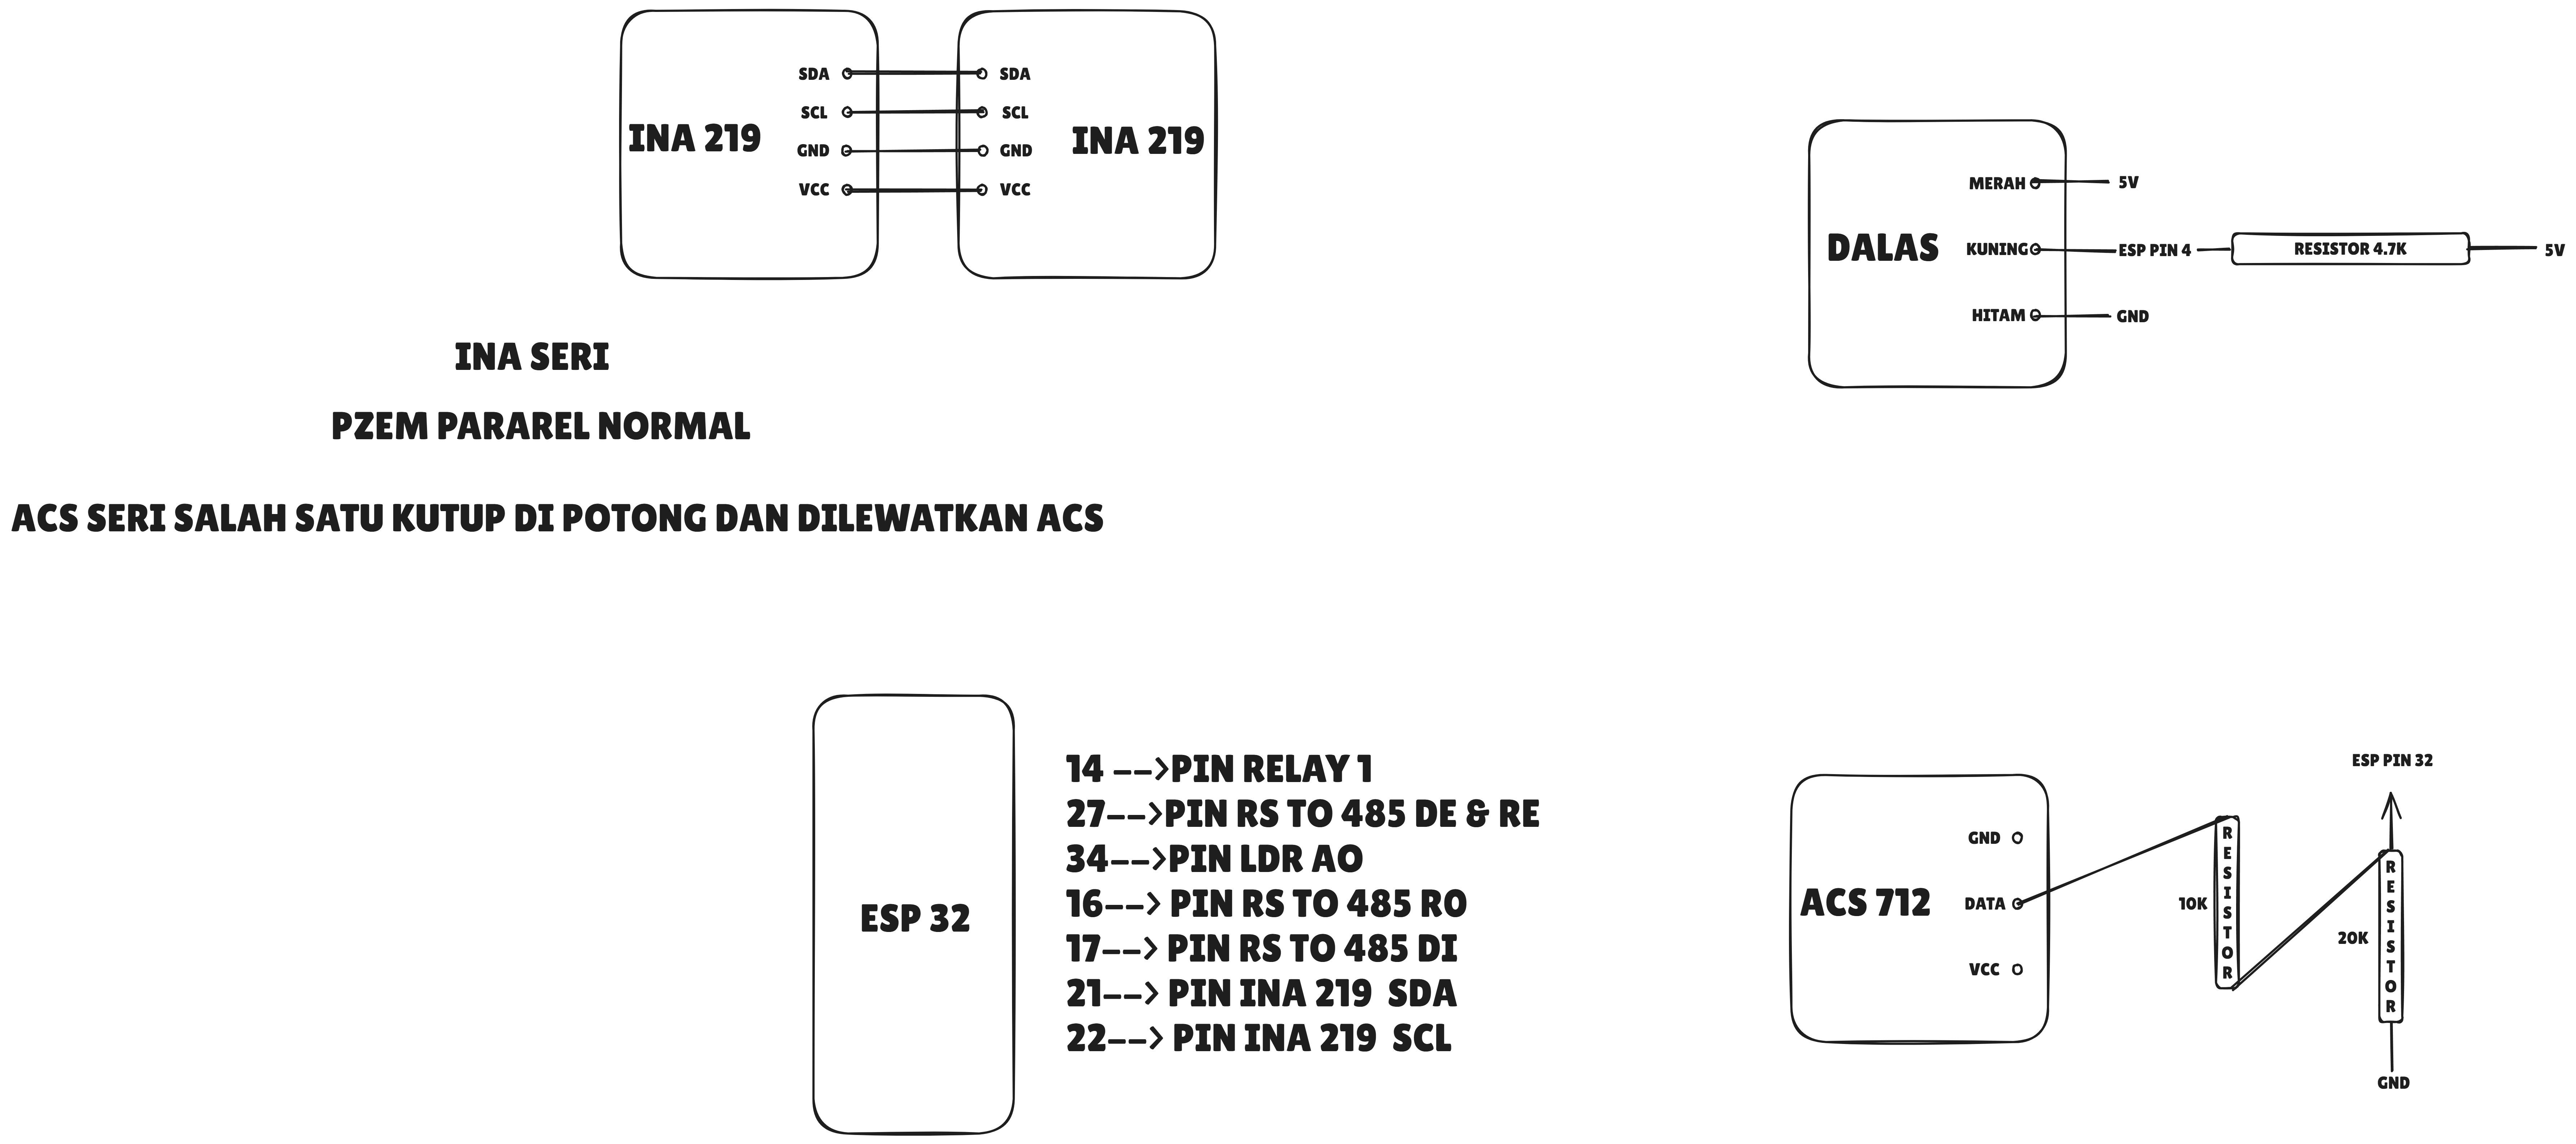 INA 219
SDA
SCL
GND
VCC
SDA
SCL
GND
VCC
INA 219
DALAS
MERAH
5V
KUNING
ESP PIN 4
RESISTOR 4.7K
5V
HITAM
GND
INA SERI
PZEM PARAREL NORMAL
ACS SERI SALAH SATU KUTUP DI POTONG DAN DILEWATKAN ACS
ESP 32
14 -->PIN RELAY 1
27-->PIN RS TO 485 DE & RE
34-->PIN LDR AO
16--> PIN RS TO 485 RO
17--> PIN RS TO 485 DI
21--> PIN INA 219 SDA
22--> PIN INA 219 SCL
ACS 712
GND
DATA
VCC
10K
RESISTOR
ESP PIN 32
20K
RESISTOR
GND